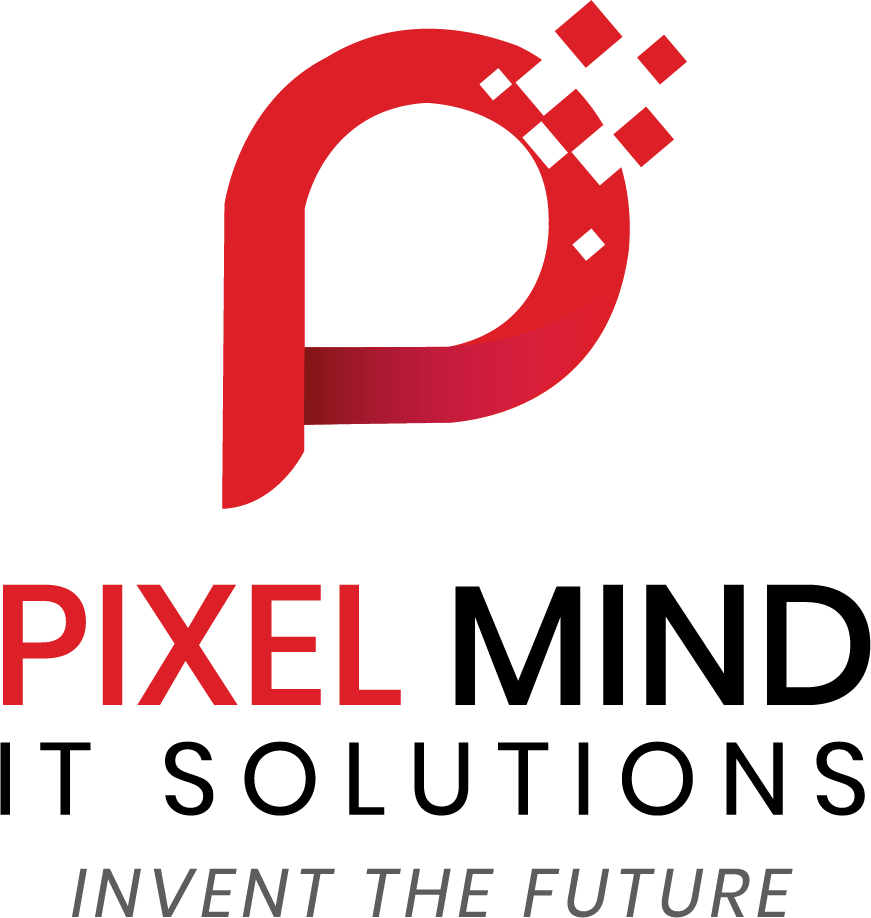 PIXEL MIND
IT SOLUTIONS
INVENT THE FUTURE